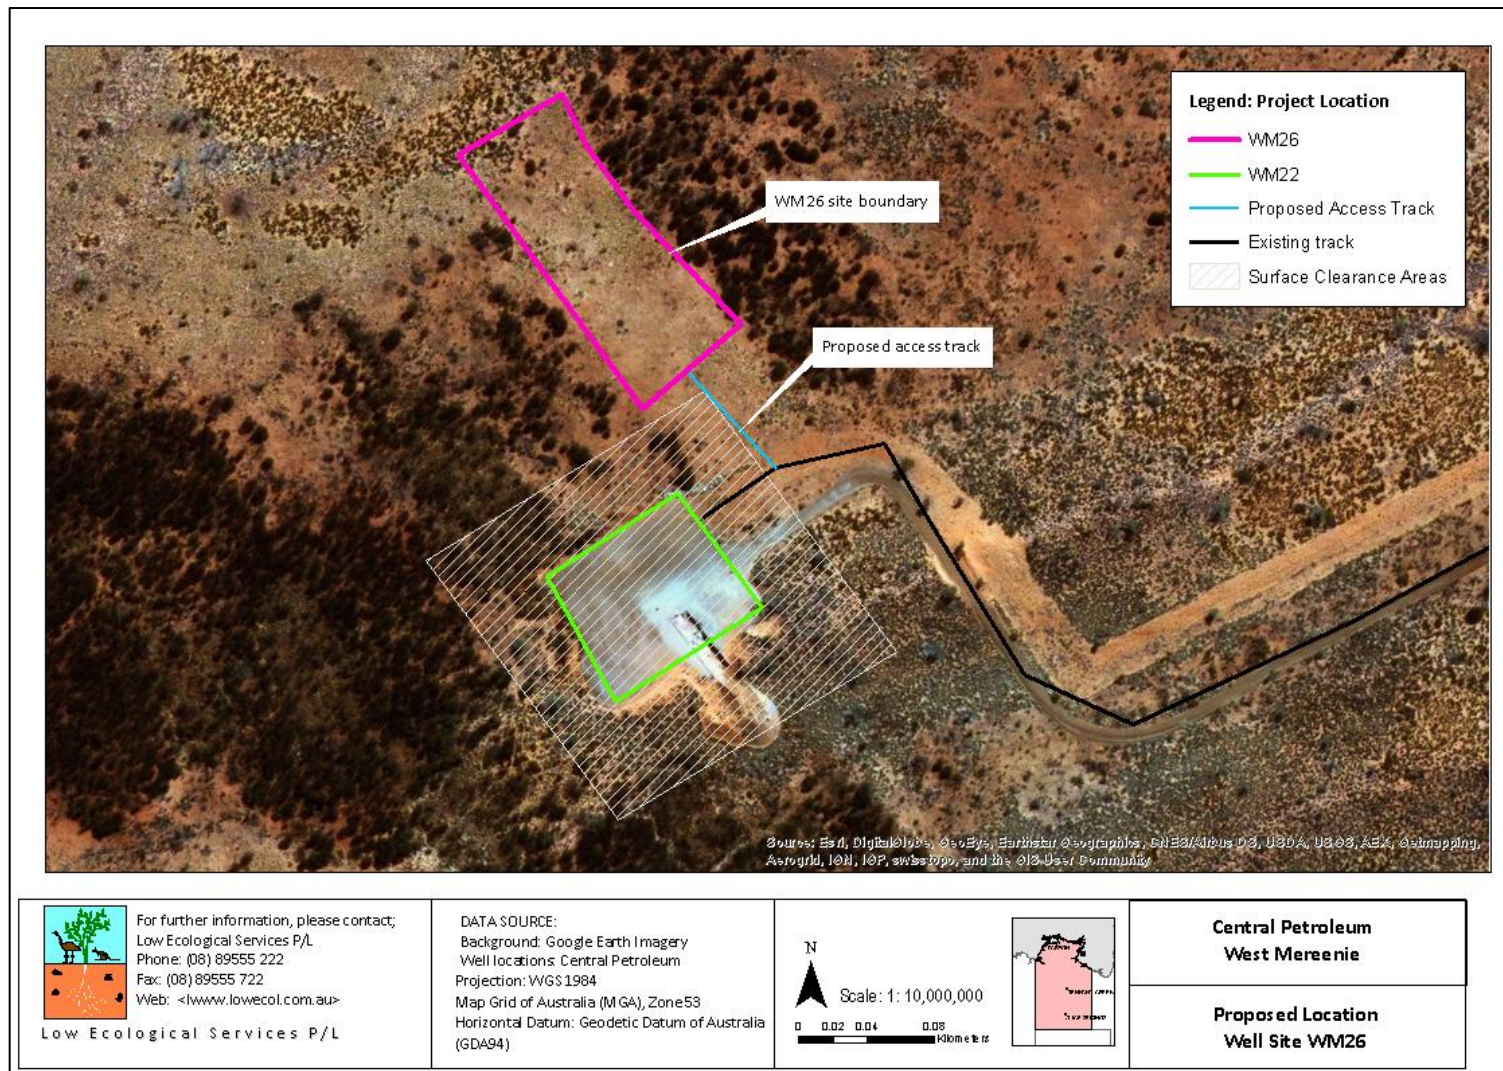 Legend: Project Location
WM26
WM22
Proposed Access Track
Existing track
Surface Clearance Areas
WM26 site boundary
Proposed access track
Source: Esri, DigitalGlobe, GeoEye, Earthstar Geographics, CNES/Airbus DS, USDA, USGS, AEX, Getmapping,
Aerogrid, IGN, IGP, swisstopo, and the GIS User Community
For further information, please contact;
Low Ecological Services P/L
Phone: (08) 89555 222
Fax: (08) 89555 722
Web: <lwww.lowecol.com.au>
Low Ecological Services P/L
DATA SOURCE:
Background: Google Earth Imagery
Well locations: Central Petroleum
Projection: WGS1984
Map Grid of Australia (MGA), Zone 53
Horizontal Datum: Geodetic Datum of Australia
(GDA94)
N
Scale: 1: 10,000,000
0 0.02 0.04 0.08
Kilometers
Central Petroleum
West Mereenie
Proposed Location
Well Site WM26